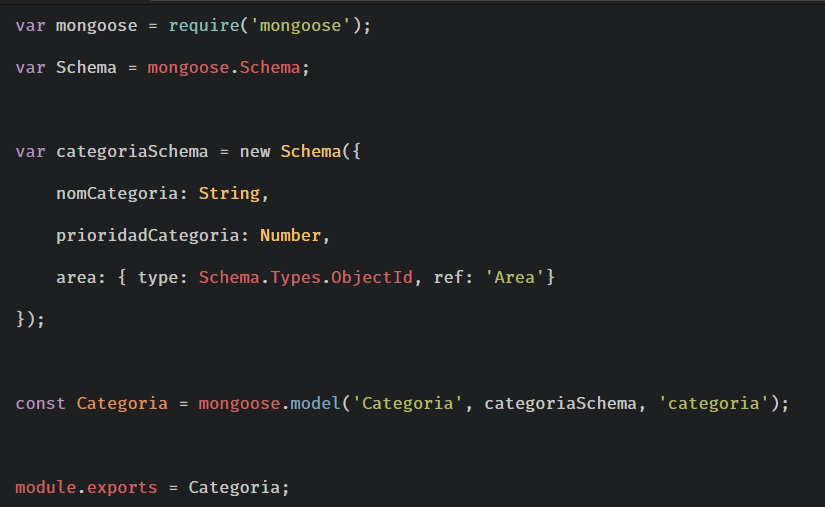 var mongoose = require('mongoose');
var Schema = mongoose.Schema;
var categoriaSchema = new Schema({
    nomCategoria: String,
    prioridadCategoria: Number,
    area: { type: Schema.Types.ObjectId, ref: 'Area'}
});
const Categoria = mongoose.model('Categoria', categoriaSchema, 'categoria');
module.exports = Categoria;